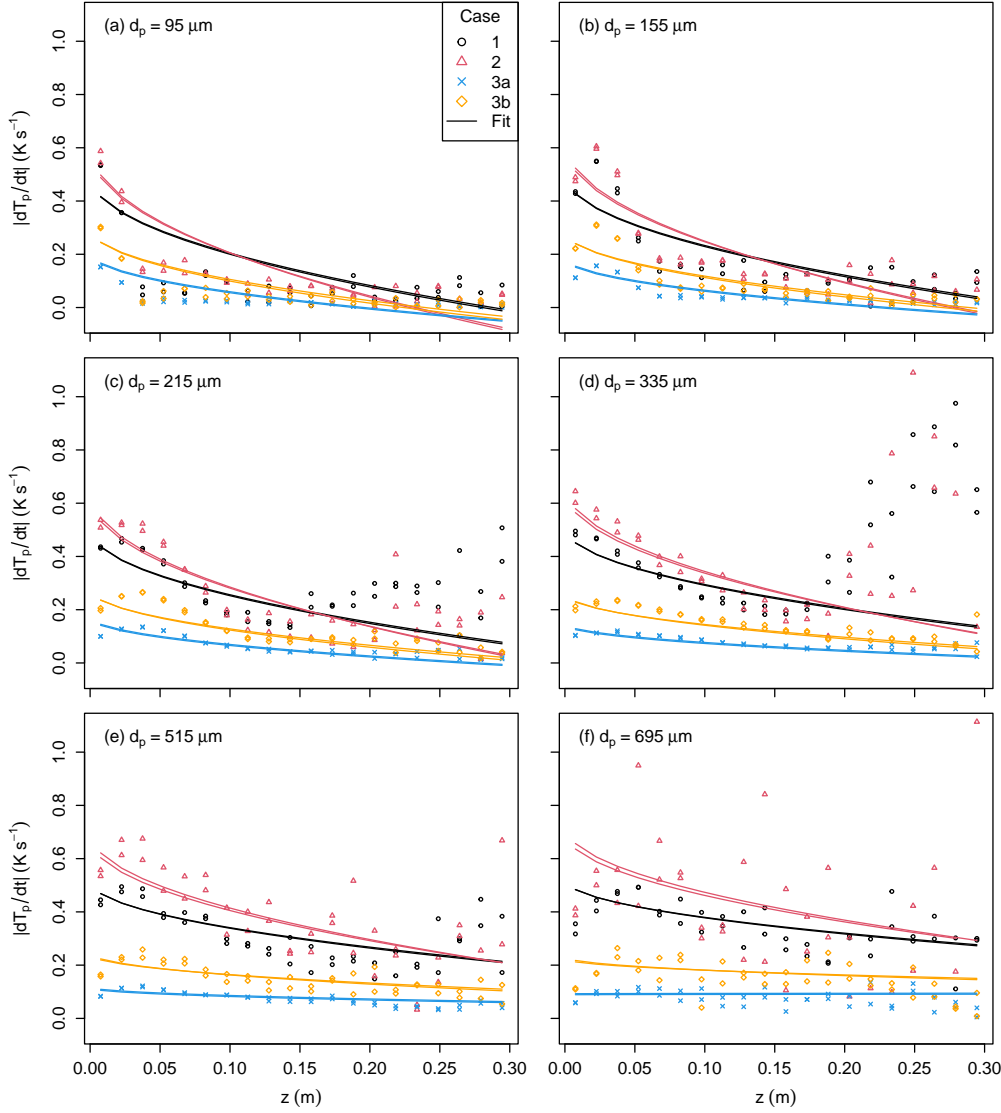 (a) dₚ = 95 μm
Case
1
2
3a
3b
Fit
(b) dₚ = 155 μm
|dTₚ/dt| (K s⁻¹)
0.0
0.2
0.4
0.6
0.8
1.0
(c) dₚ = 215 μm
(d) dₚ = 335 μm
|dTₚ/dt| (K s⁻¹)
0.0
0.2
0.4
0.6
0.8
1.0
(e) dₚ = 515 μm
(f) dₚ = 695 μm
|dTₚ/dt| (K s⁻¹)
0.0
0.2
0.4
0.6
0.8
1.0
0.00 0.05 0.10 0.15 0.20 0.25 0.30
0.00 0.05 0.10 0.15 0.20 0.25 0.30
z (m)
z (m)